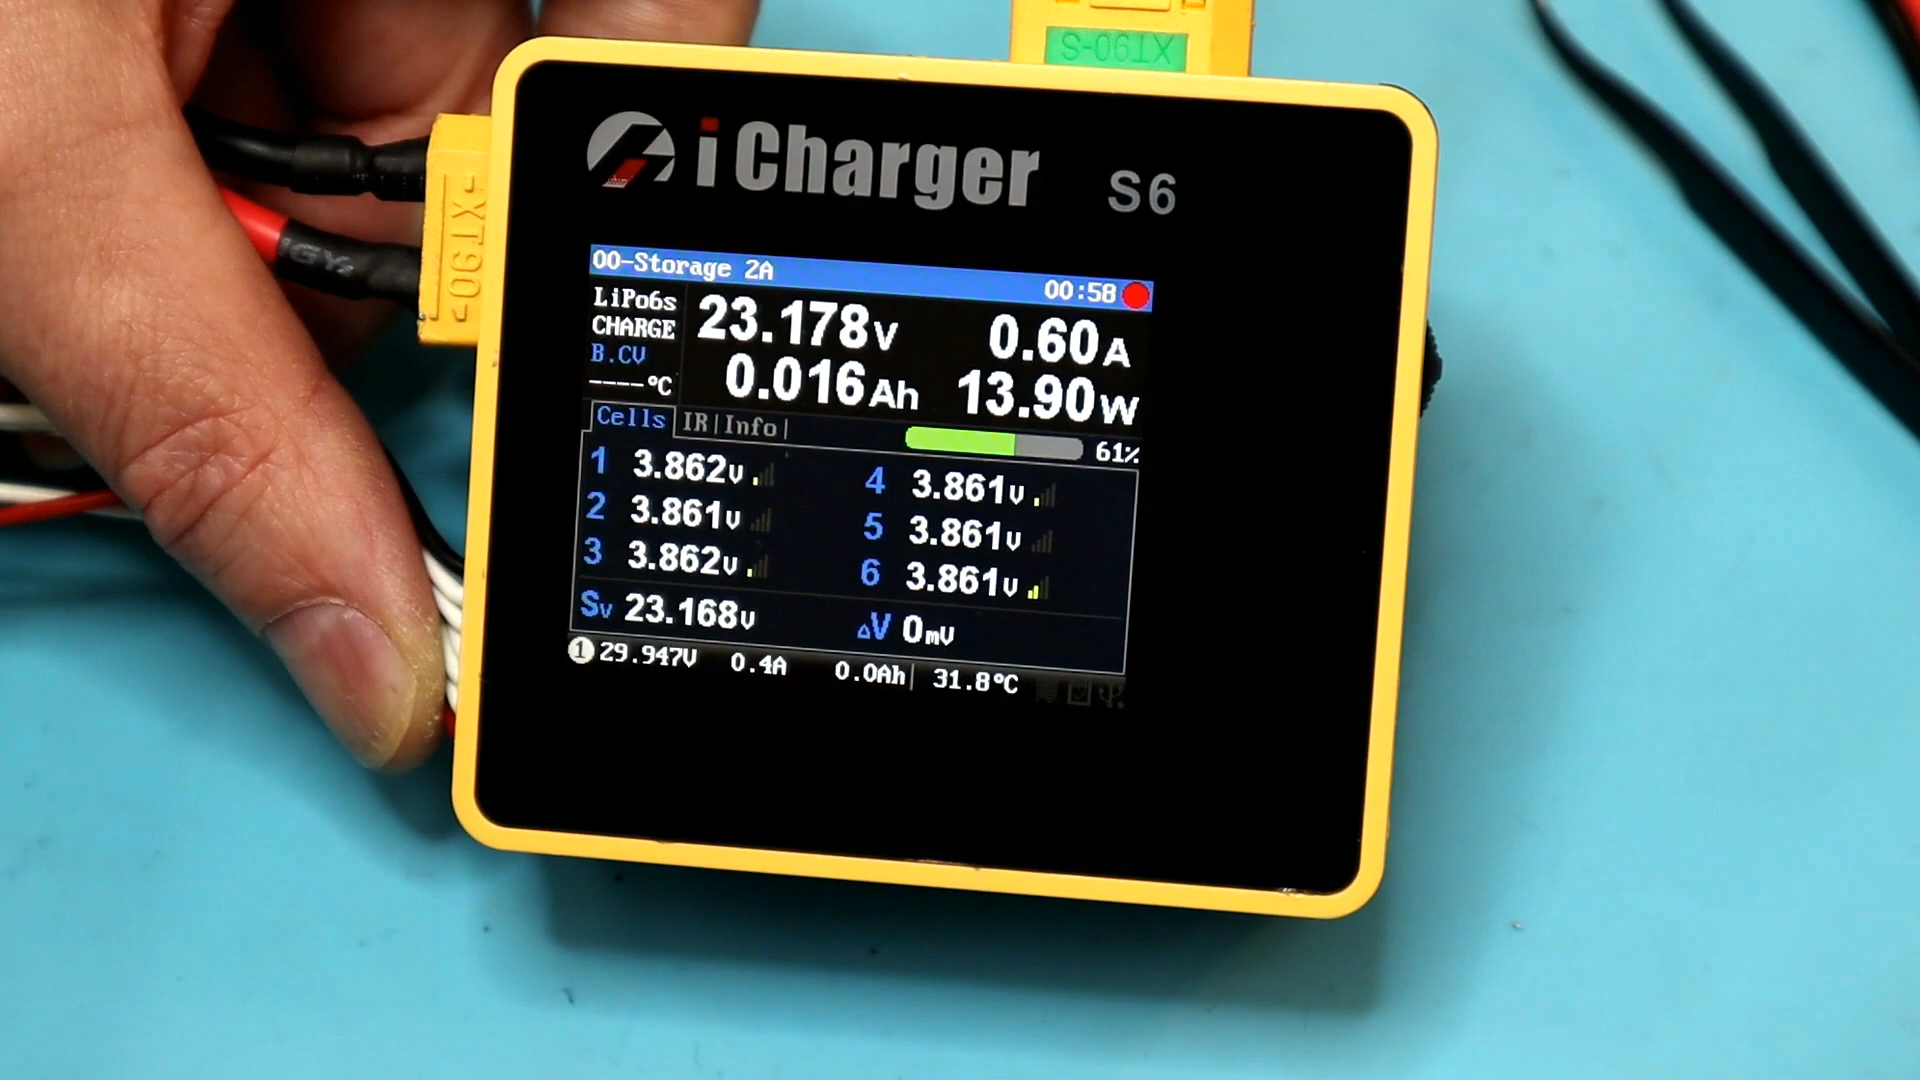 XT90-S
iCharger S6
-XT90+
GY2
00-Storage 2A 00:58
LiPo6s 23.178V 0.60A
CHARGE
B.CV 0.016Ah 13.90W
----°C
Cells IR|Info| 61%
1 3.862V 4 3.861V
2 3.861V 5 3.861V
3 3.862V 6 3.861V
Sv 23.168V ΔV 0mV
1 29.947V 0.4A 0.0Ah| 31.8°C